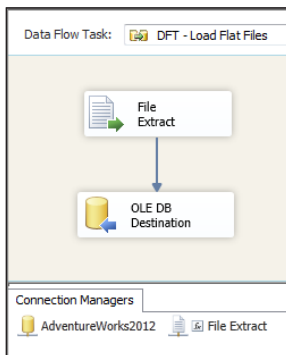 Data Flow Task: DFT - Load Flat Files
File
Extract
OLE DB
Destination
Connection Managers
AdventureWorks2012 File Extract